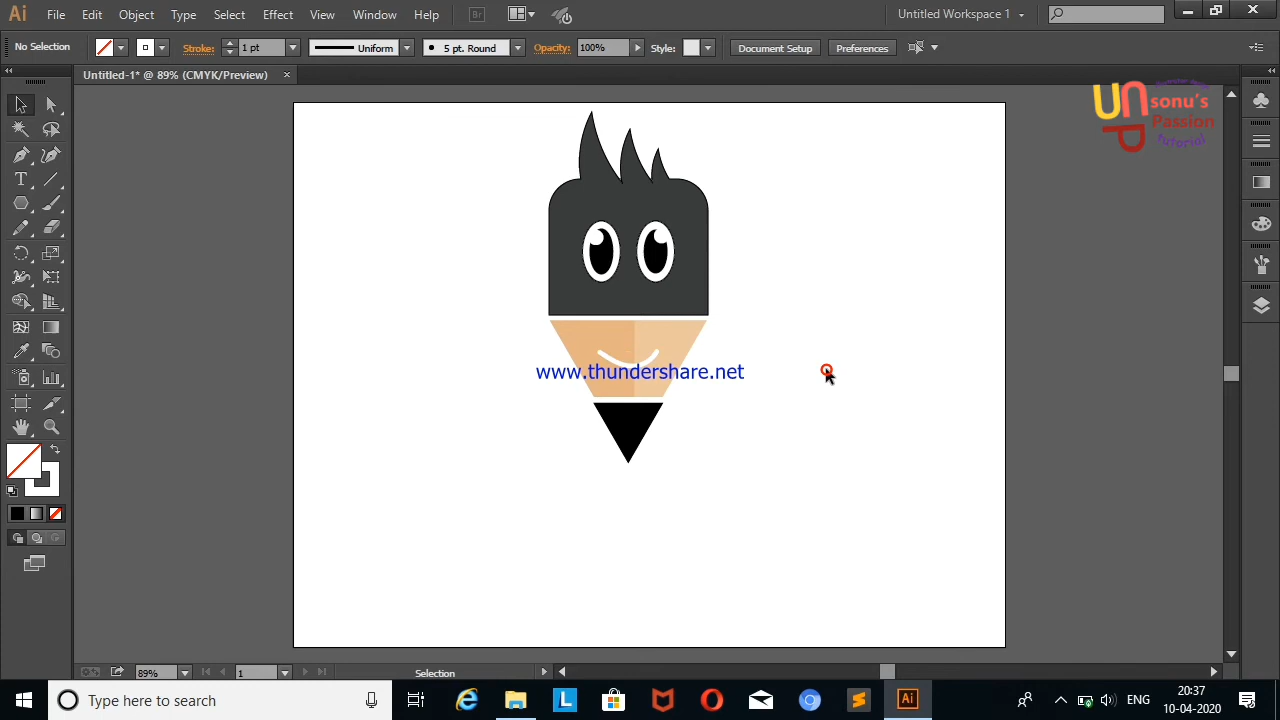 Ai File Edit Object Type Select Effect View Window Help Br Untitled Workspace 1
No Selection Stroke: 1 pt Uniform 5 pt. Round Opacity: 100% Style: Document Setup Preferences
Untitled-1* @ 89% (CMYK/Preview)
sonu's
Passion
tutorial
T
www.thundershare.net
89% 1 Selection
Type here to search L Ai ENG 20:37
10-04-2020